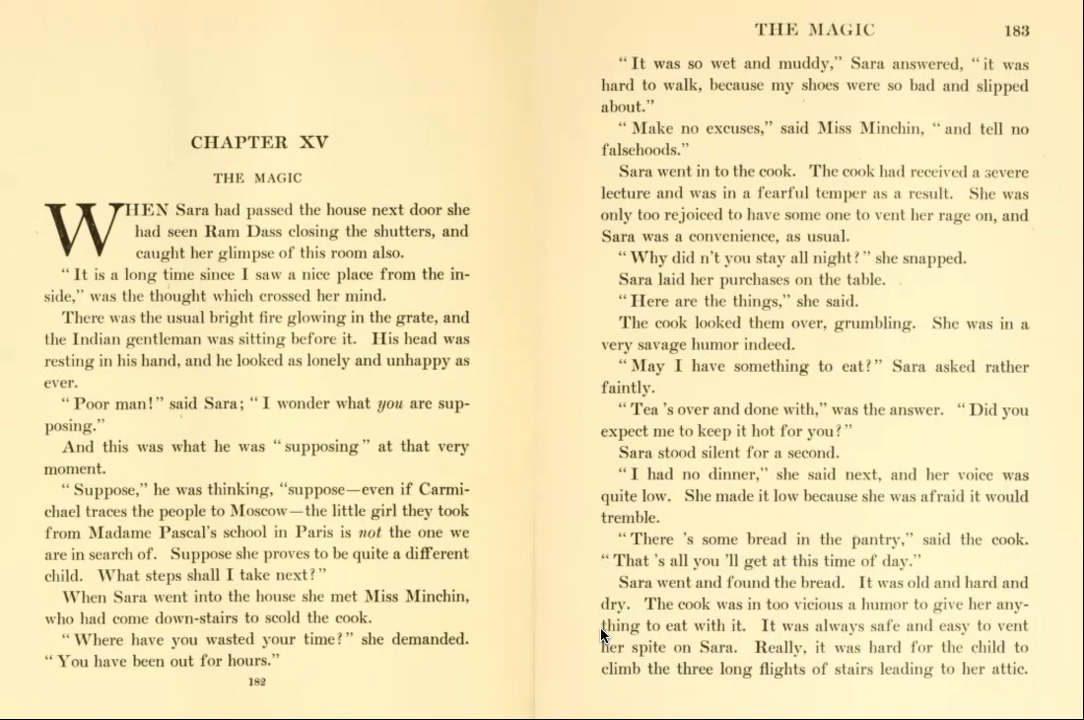 CHAPTER XV
THE MAGIC
WHEN Sara had passed the house next door she
had seen Ram Dass closing the shutters, and
caught her glimpse of this room also.
"It is a long time since I saw a nice place from the in-
side," was the thought which crossed her mind.
There was the usual bright fire glowing in the grate, and
the Indian gentleman was sitting before it. His head was
resting in his hand, and he looked as lonely and unhappy as
ever.
"Poor man!" said Sara; "I wonder what you are sup-
posing."
And this was what he was "supposing" at that very
moment.
"Suppose," he was thinking, "suppose—even if Carmi-
chael traces the people to Moscow—the little girl they took
from Madame Pascal's school in Paris is not the one we
are in search of. Suppose she proves to be quite a different
child. What steps shall I take next?"
When Sara went into the house she met Miss Minchin,
who had come down-stairs to scold the cook.
"Where have you wasted your time?" she demanded.
"You have been out for hours."
182
THE MAGIC 183
"It was so wet and muddy," Sara answered, "it was
hard to walk, because my shoes were so bad and slipped
about."
"Make no excuses," said Miss Minchin, "and tell no
falsehoods."
Sara went in to the cook. The cook had received a severe
lecture and was in a fearful temper as a result. She was
only too rejoiced to have some one to vent her rage on, and
Sara was a convenience, as usual.
"Why did n't you stay all night?" she snapped.
Sara laid her purchases on the table.
"Here are the things," she said.
The cook looked them over, grumbling. She was in a
very savage humor indeed.
"May I have something to eat?" Sara asked rather
faintly.
"Tea 's over and done with," was the answer. "Did you
expect me to keep it hot for you?"
Sara stood silent for a second.
"I had no dinner," she said next, and her voice was
quite low. She made it low because she was afraid it would
tremble.
"There 's some bread in the pantry," said the cook.
"That 's all you 'll get at this time of day."
Sara went and found the bread. It was old and hard and
dry. The cook was in too vicious a humor to give her any-
thing to eat with it. It was always safe and easy to vent
her spite on Sara. Really, it was hard for the child to
climb the three long flights of stairs leading to her attic.